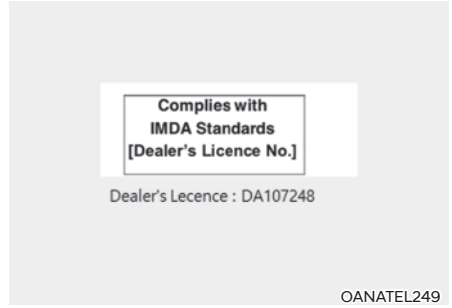 Complies with
IMDA Standards
[Dealer's Licence No.]
Dealer's Lecence : DA107248
OANATEL249